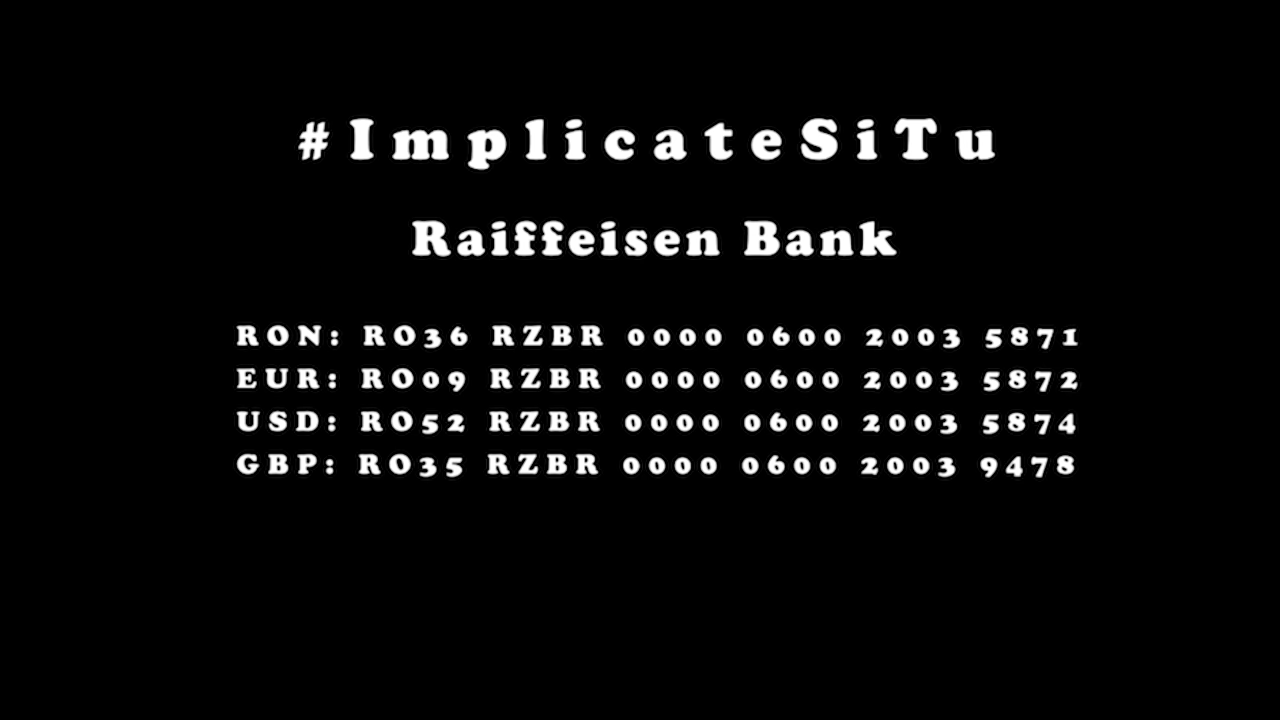 #ImplicateSiTu
Raiffeisen Bank
RON: RO36 RZBR 0000 0600 2003 5871
EUR: RO09 RZBR 0000 0600 2003 5872
USD: RO52 RZBR 0000 0600 2003 5874
GBP: RO35 RZBR 0000 0600 2003 9478